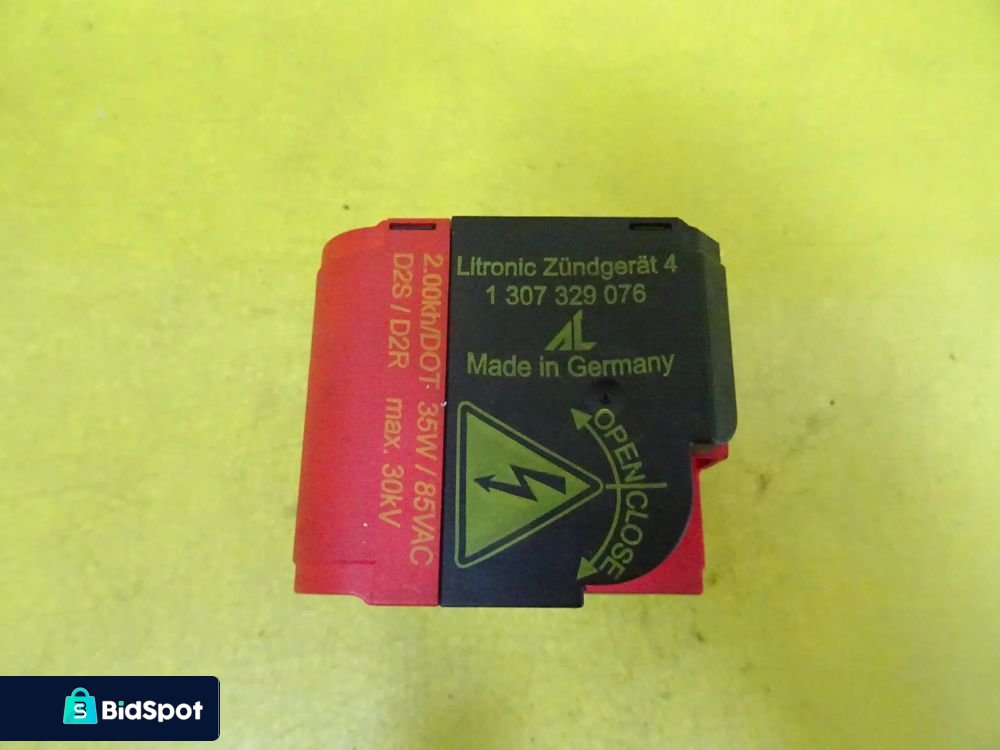 Litronic Zündgerät 4
1 307 329 076
AL
Made in Germany
OPEN CLOSE
2.00kh/DOT 35W / 85VAC
D2S / D2R max. 30kV
BidSpot